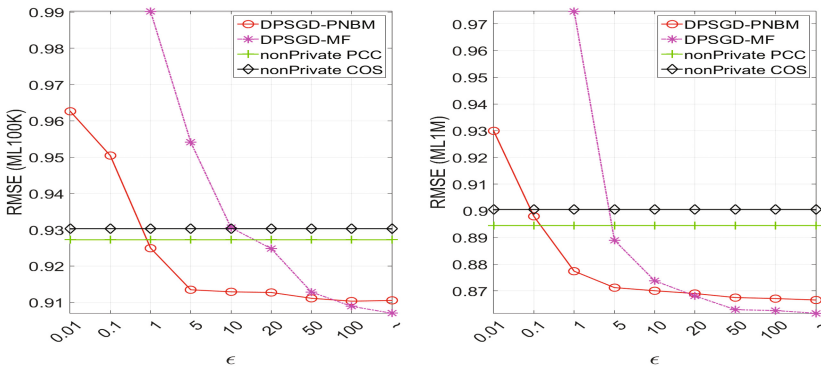 0.99
0.98
0.97
0.96
0.95
0.94
0.93
0.92
0.91
RMSE (ML100K)
DPSGD-PNBM
DPSGD-MF
nonPrivate PCC
nonPrivate COS
0.01 0.1 1 5 10 20 50 100 -
ϵ
0.97
0.96
0.95
0.94
0.93
0.92
0.91
0.9
0.89
0.88
0.87
RMSE (ML1M)
DPSGD-PNBM
DPSGD-MF
nonPrivate PCC
nonPrivate COS
0.01 0.1 1 5 10 20 50 100 -
ϵ